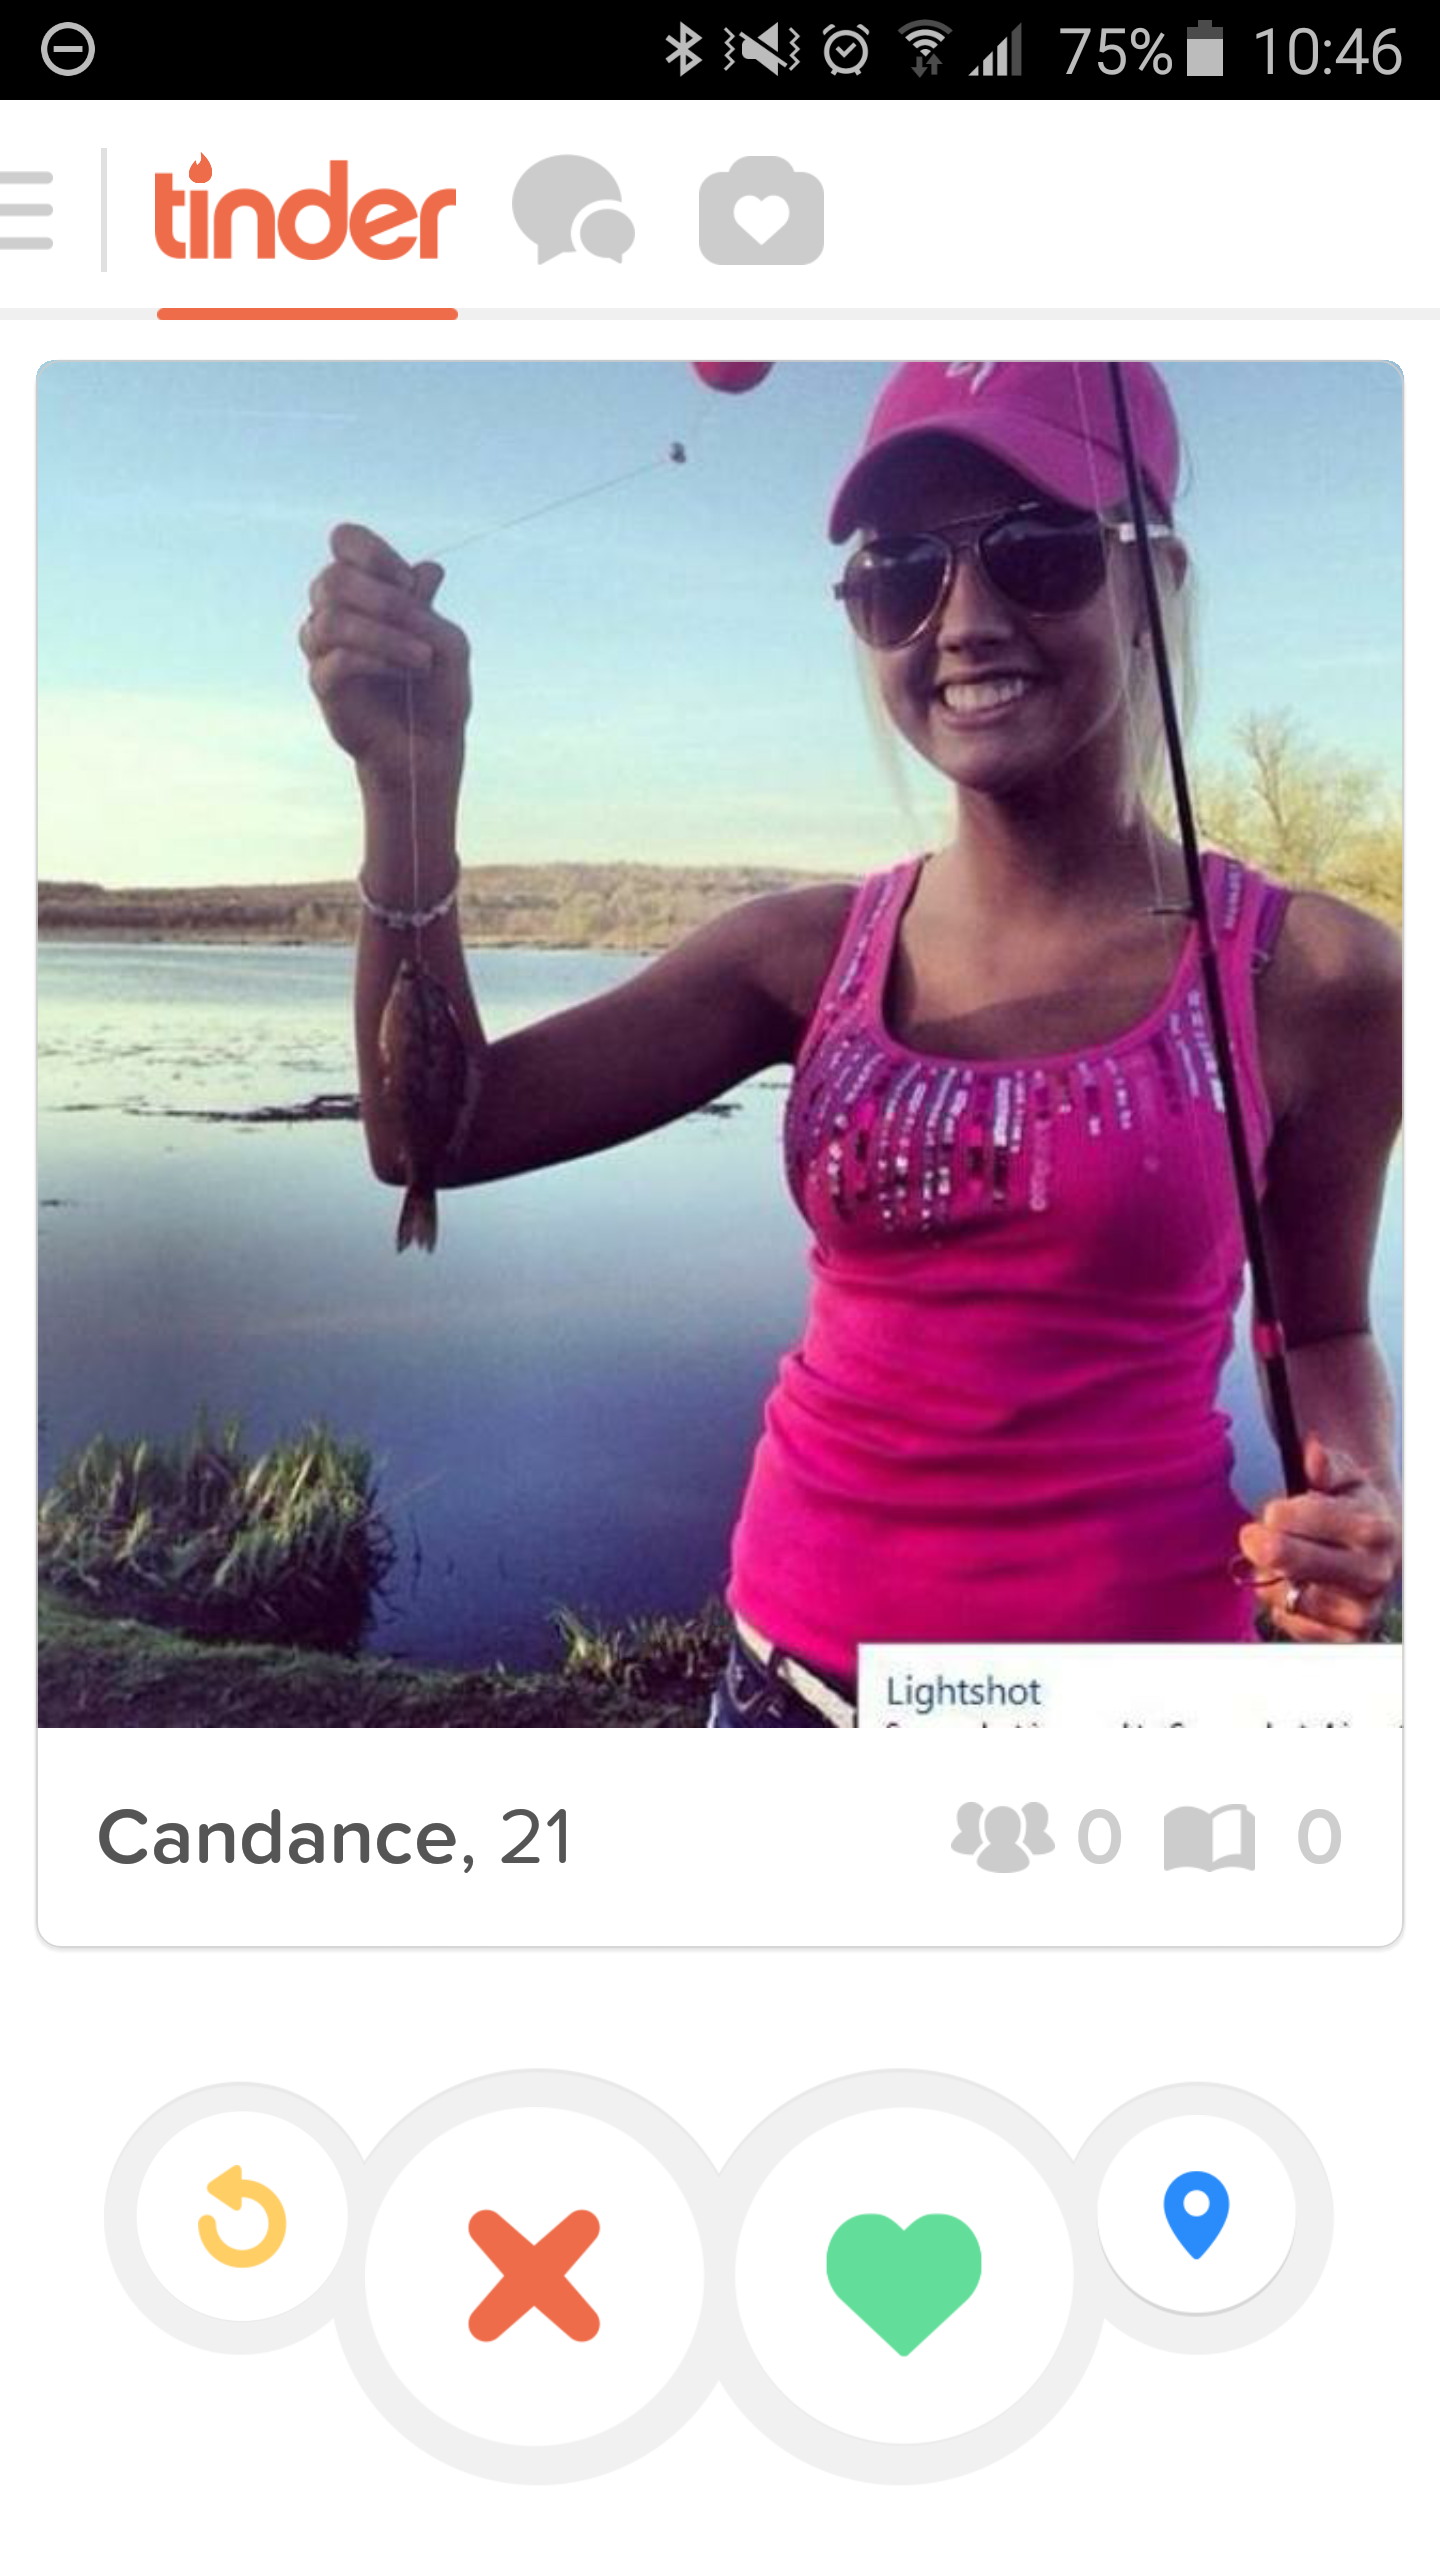 75% 10:46
tinder
Lightshot
Candance, 21
0 0